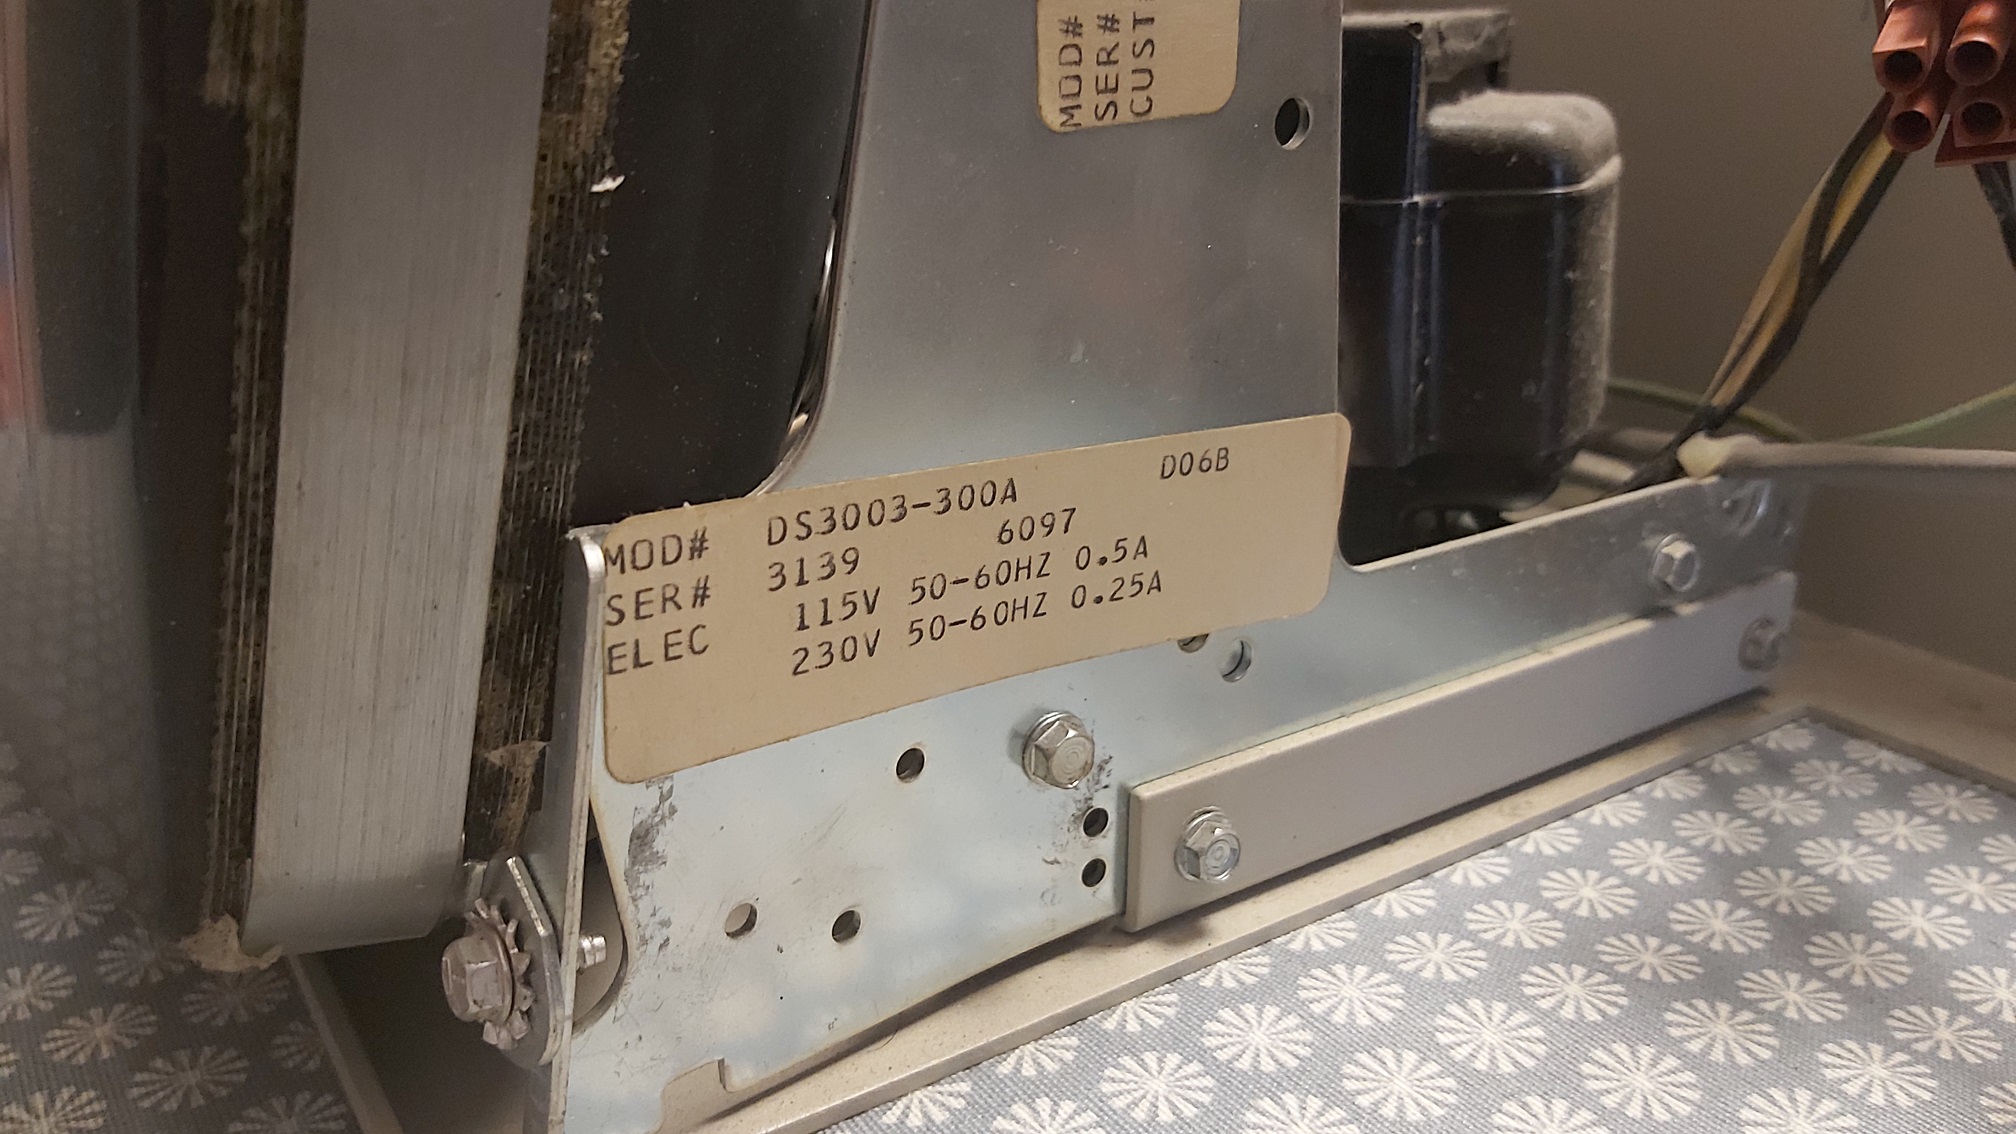 MOD#
SER#
CUST
MOD# DS3003-300A D06B
SER# 3139 6097
ELEC 115V 50-60HZ 0.5A
230V 50-60HZ 0.25A